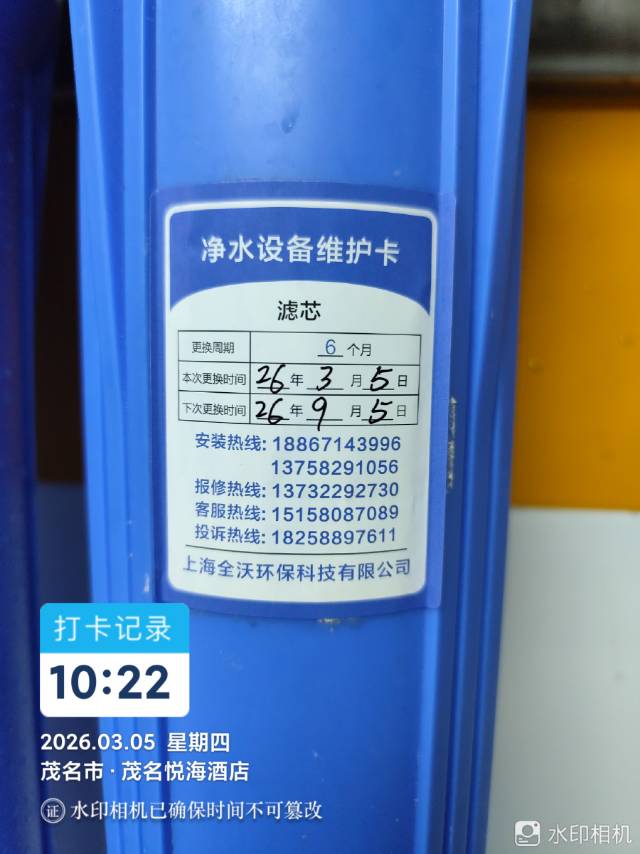 净水设备维护卡
滤芯
更换周期 6 个月
本次更换时间 26 年 3 月 5 日
下次更换时间 26 年 9 月 5 日
安装热线: 18867143996
13758291056
报修热线: 13732292730
客服热线: 15158087089
投诉热线: 18258897611
上海全沃环保科技有限公司
打卡记录
10:22
2026.03.05 星期四
茂名市·茂名悦海酒店
证 水印相机已确保时间不可篡改
水印相机